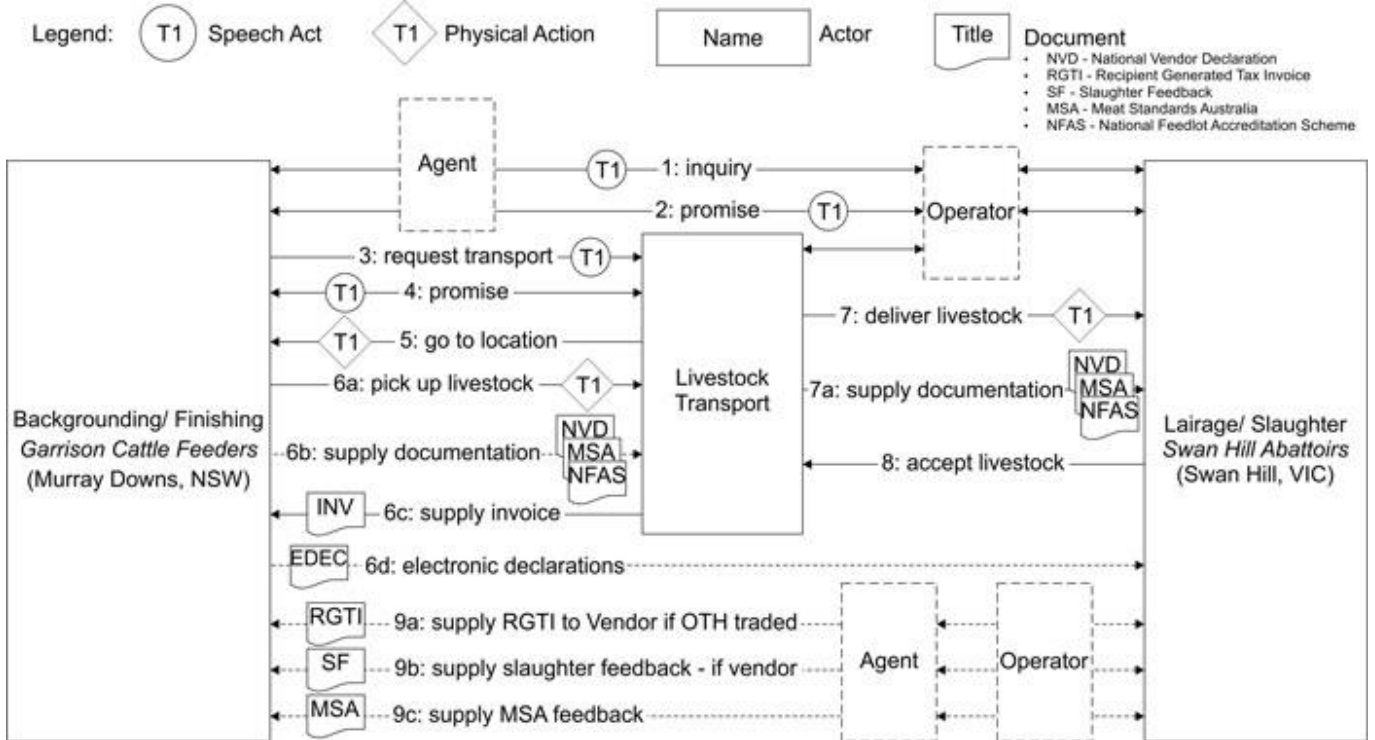 Legend: T1 Speech Act T1 Physical Action Name Actor Title Document
• NVD - National Vendor Declaration
• RGTI - Recipient Generated Tax Invoice
• SF - Slaughter Feedback
• MSA - Meat Standards Australia
• NFAS - National Feedlot Accreditation Scheme
Agent T1 1: inquiry
2: promise T1 Operator
3: request transport T1
T1 4: promise
7: deliver livestock T1
T1 5: go to location
6a: pick up livestock T1
Livestock
Transport
7a: supply documentation NVD
MSA
NFAS
Backgrounding/ Finishing
Garrison Cattle Feeders
(Murray Downs, NSW)
6b: supply documentation NVD
MSA
NFAS
Lairage/ Slaughter
Swan Hill Abattoirs
(Swan Hill, VIC)
8: accept livestock
INV 6c: supply invoice
EDEC 6d: electronic declarations
RGTI 9a: supply RGTI to Vendor if OTH traded
SF 9b: supply slaughter feedback - if vendor Agent Operator
MSA 9c: supply MSA feedback